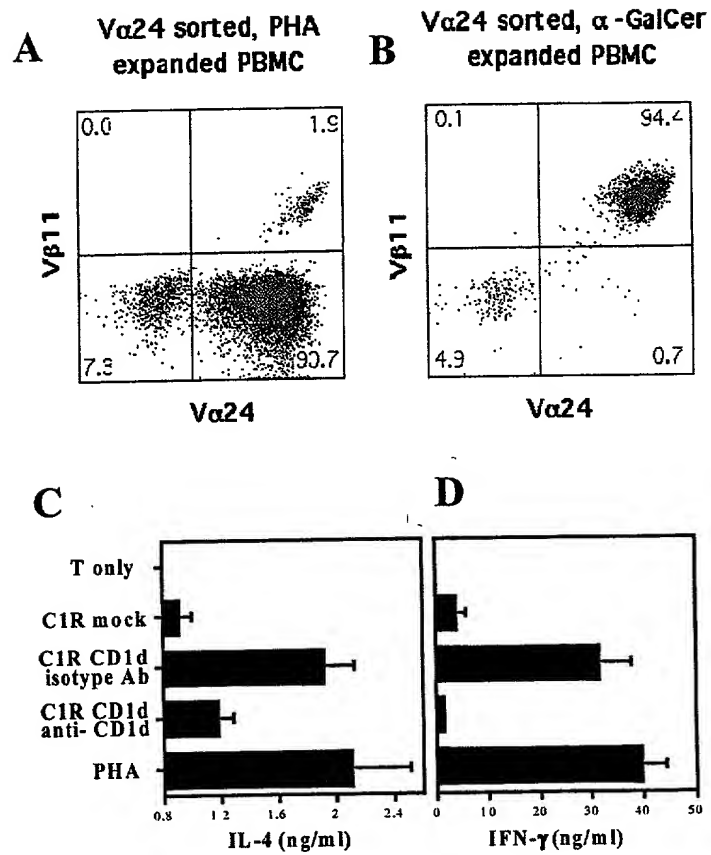 A
Vα24 sorted, PHA
expanded PBMC
B
Vα24 sorted, α-GalCer
expanded PBMC
0.0
1.9
7.3
90.7
Vβ11
Vα24
0.1
94.4
4.9
0.7
Vβ11
Vα24
C
D
T only
C1R mock
C1R CD1d
isotype Ab
C1R CD1d
anti- CD1d
PHA
0.8 1.2 1.6 2 2.4
IL-4 (ng/ml)
0 10 20 30 40 50
IFN-γ (ng/ml)